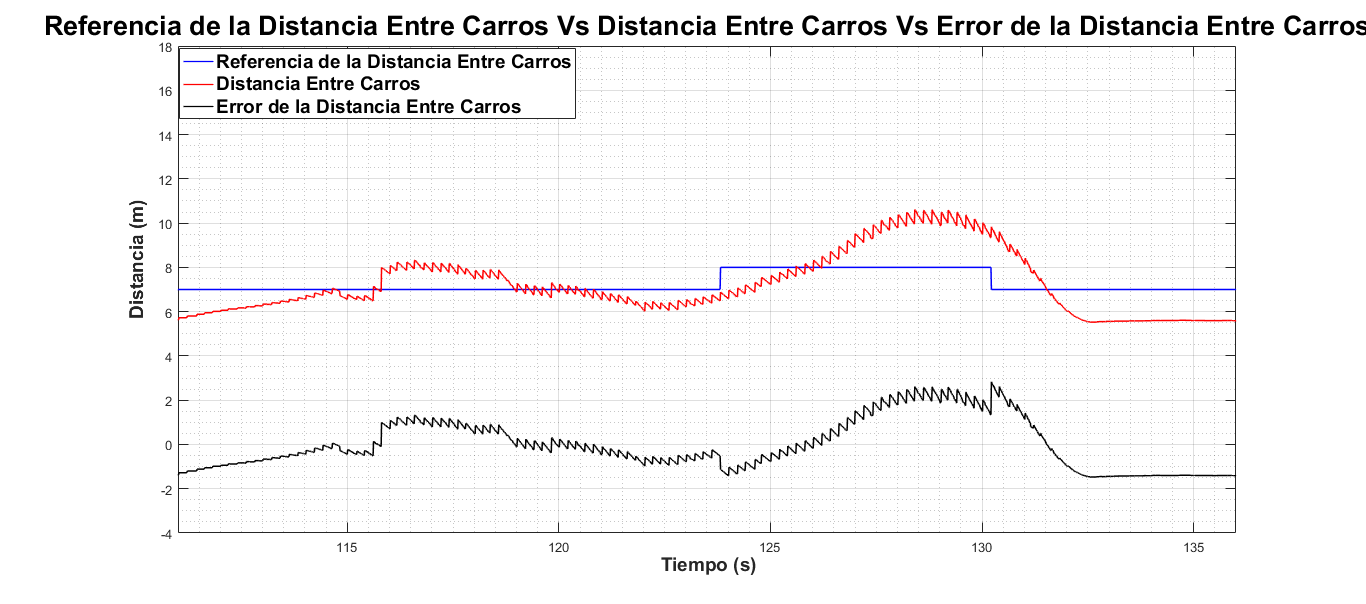 Referencia de la Distancia Entre Carros Vs Distancia Entre Carros Vs Error de la Distancia Entre Carros
Referencia de la Distancia Entre Carros
Distancia Entre Carros
Error de la Distancia Entre Carros
Distancia (m)
18
16
14
12
10
8
6
4
2
0
-2
-4
115 120 125 130 135
Tiempo (s)